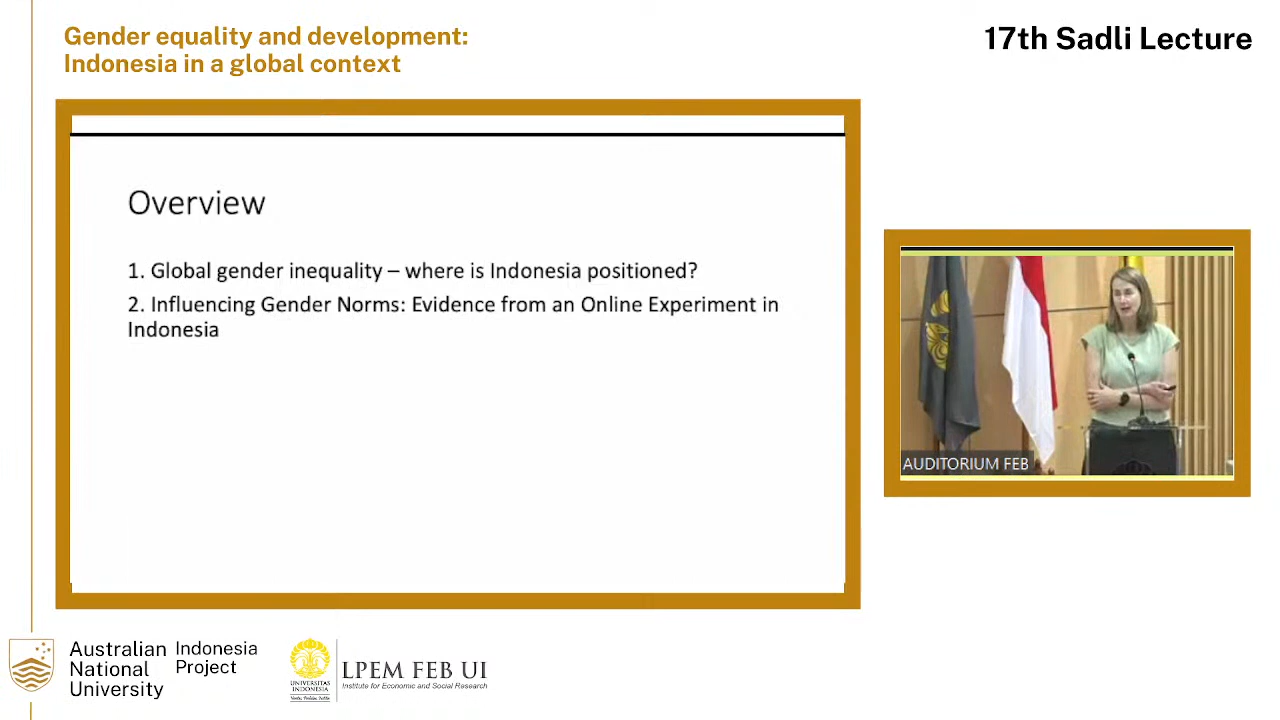 Gender equality and development:
Indonesia in a global context
17th Sadli Lecture
Overview
1. Global gender inequality – where is Indonesia positioned?
2. Influencing Gender Norms: Evidence from an Online Experiment in
Indonesia
AUDITORIUM FEB
Australian
National
University
Indonesia
Project
UNIVERSITAS
INDONESIA
LPEM FEB UI
Institute for Economic and Social Research